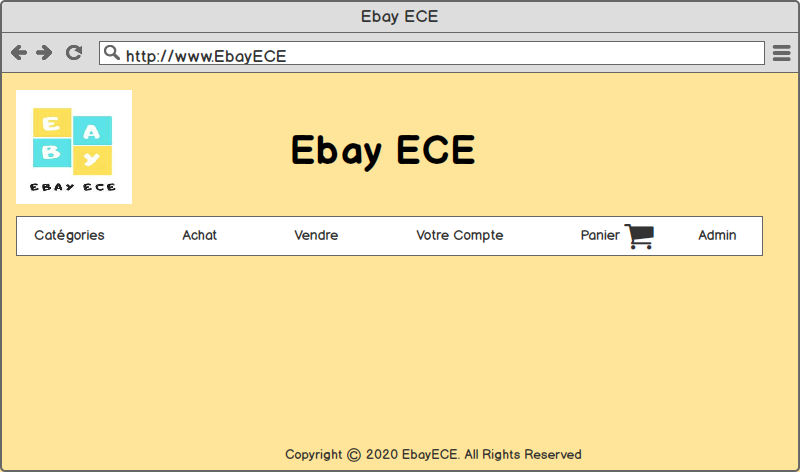 Ebay ECE
http://www.EbayECE
E A
B Y
EBAY ECE
Ebay ECE
Catégories Achat Vendre Votre Compte Panier Admin
Copyright © 2020 EbayECE. All Rights Reserved